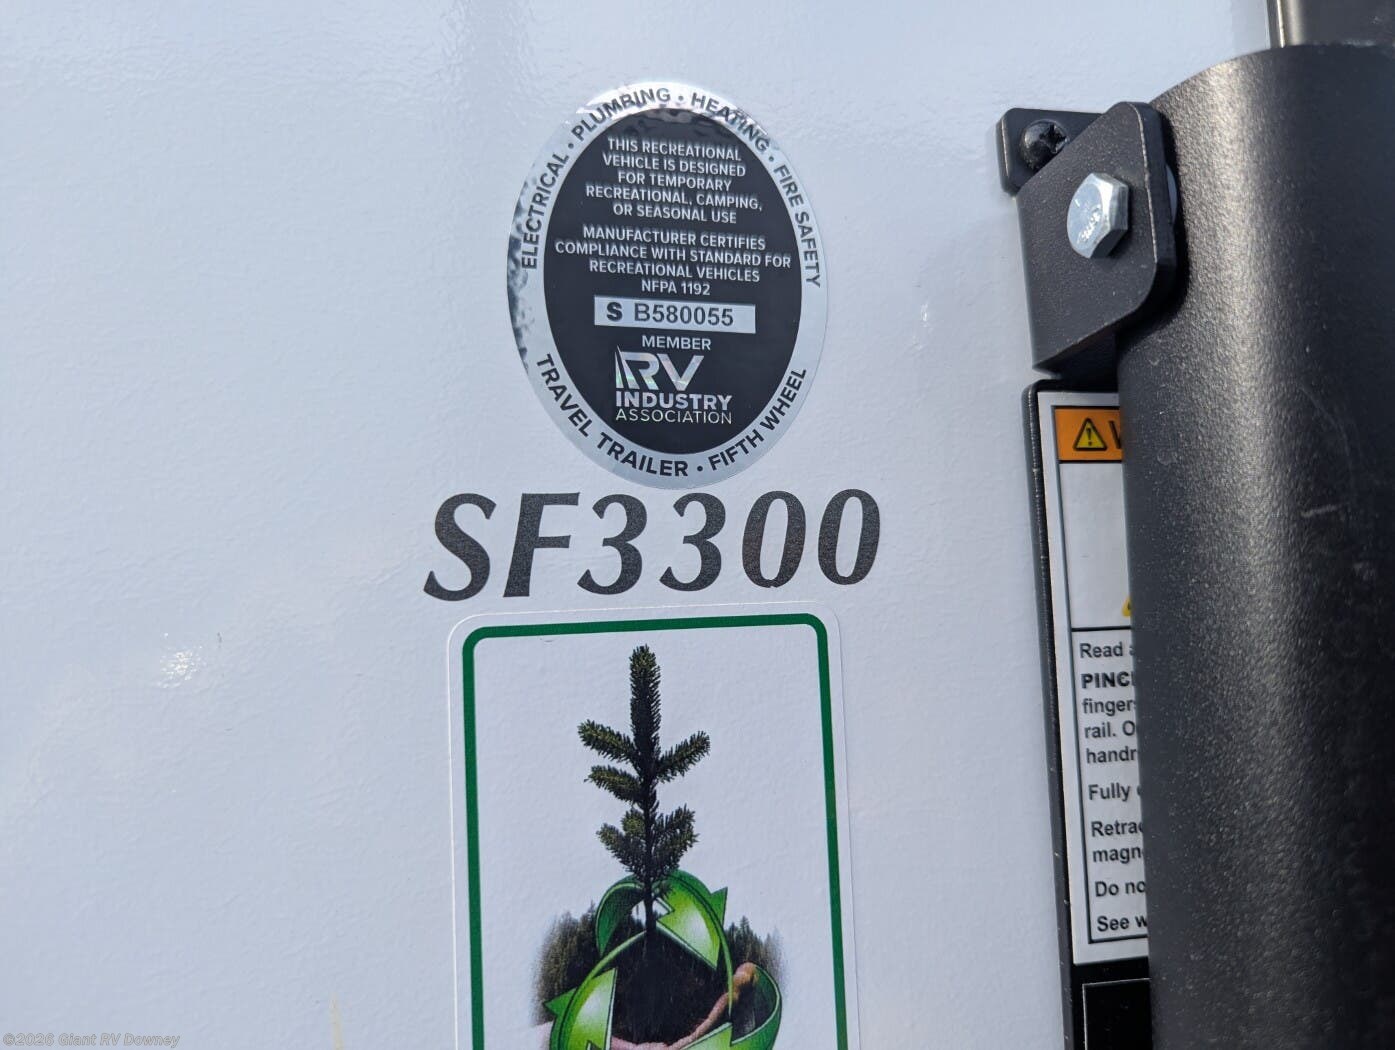 ELECTRICAL • PLUMBING • HEATING • FIRE SAFETY
THIS RECREATIONAL
VEHICLE IS DESIGNED
FOR TEMPORARY
RECREATIONAL, CAMPING,
OR SEASONAL USE
MANUFACTURER CERTIFIES
COMPLIANCE WITH STANDARD FOR
RECREATIONAL VEHICLES
NFPA 1192
S B580055
MEMBER
RV
INDUSTRY
ASSOCIATION
TRAVEL TRAILER • FIFTH WHEEL
SF3300
Read
PINC
finger
rail. O
handr
Fully
Retra
magn
Do no
See w
©2026 Giant RV Downey